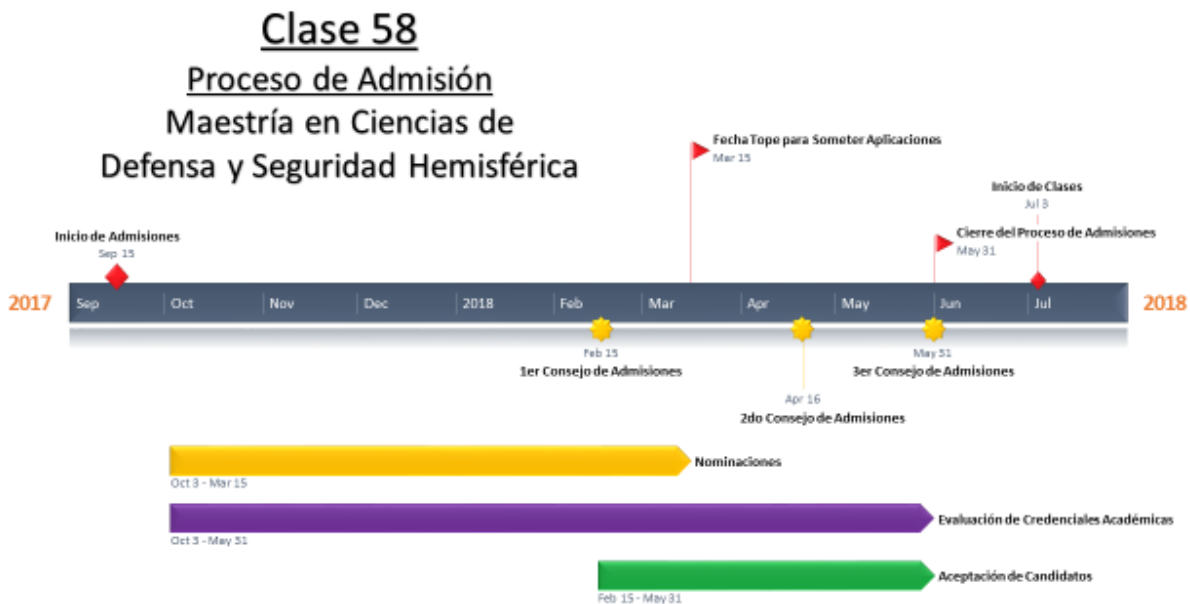 Clase 58
Proceso de Admisión
Maestría en Ciencias de
Defensa y Seguridad Hemisférica
Fecha Tope para Someter Aplicaciones
Mar 15
Inicio de Clases
Jul 3
Inicio de Admisiones
Sep 15
Cierre del Proceso de Admisiones
May 31
2017 Sep Oct Nov Dec 2018 Feb Mar Apr May Jun Jul 2018
Feb 15
1er Consejo de Admisiones
May 31
3er Consejo de Admisiones
Apr 16
2do Consejo de Admisiones
Nominaciones
Oct 3 - Mar 15
Evaluación de Credenciales Académicas
Oct 3 - May 31
Aceptación de Candidatos
Feb 15 - May 31